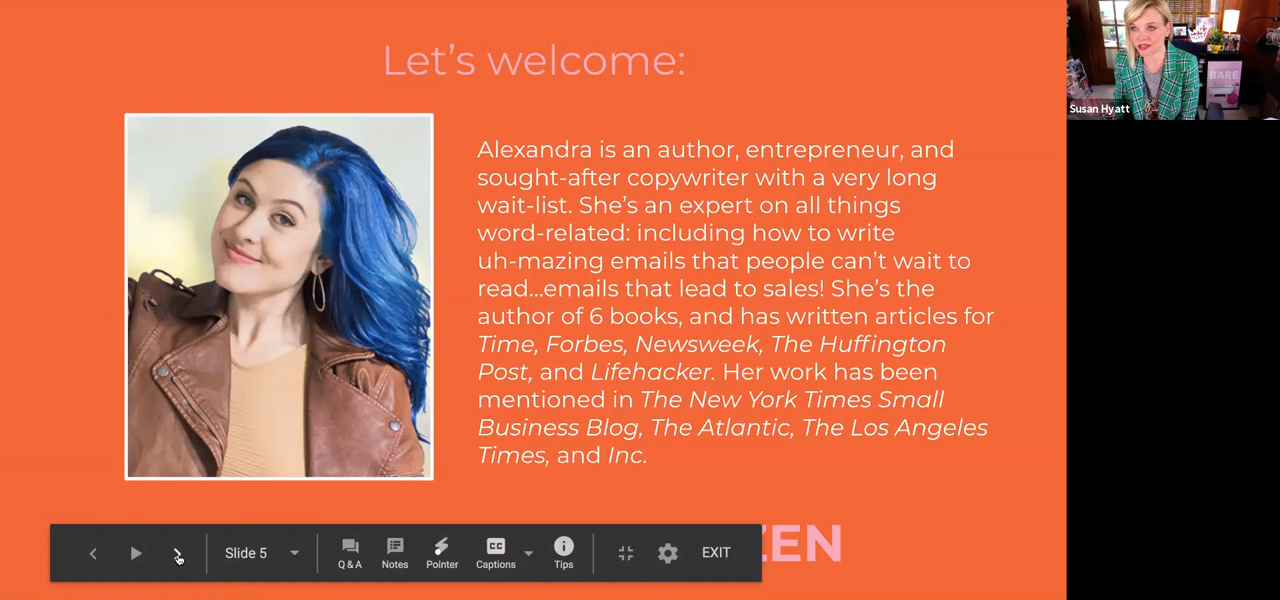 Let's welcome:
Alexandra is an author, entrepreneur, and
sought-after copywriter with a very long
wait-list. She's an expert on all things
word-related: including how to write
uh-mazing emails that people can't wait to
read...emails that lead to sales! She's the
author of 6 books, and has written articles for
Time, Forbes, Newsweek, The Huffington
Post, and Lifehacker. Her work has been
mentioned in The New York Times Small
Business Blog, The Atlantic, The Los Angeles
Times, and Inc.
ZEN
Slide 5
Q & A
Notes
Pointer
CC
Captions
Tips
EXIT
BARE
Susan Hyatt